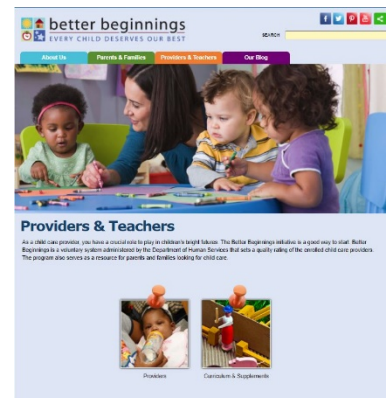 better beginnings
EVERY CHILD DESERVES OUR BEST
SEARCH
About Us
Parents & Families
Providers & Teachers
Our Blog
Providers & Teachers
As a child care provider, you have a crucial role to play in children's bright futures. The Better Beginnings initiative is a good way to start. Better
Beginnings is a voluntary system administered by the Department of Human Services that sets a quality rating of the enrolled child care providers.
The program also serves as a resource for parents and families looking for child care.
Providers
Curriculum & Supplements